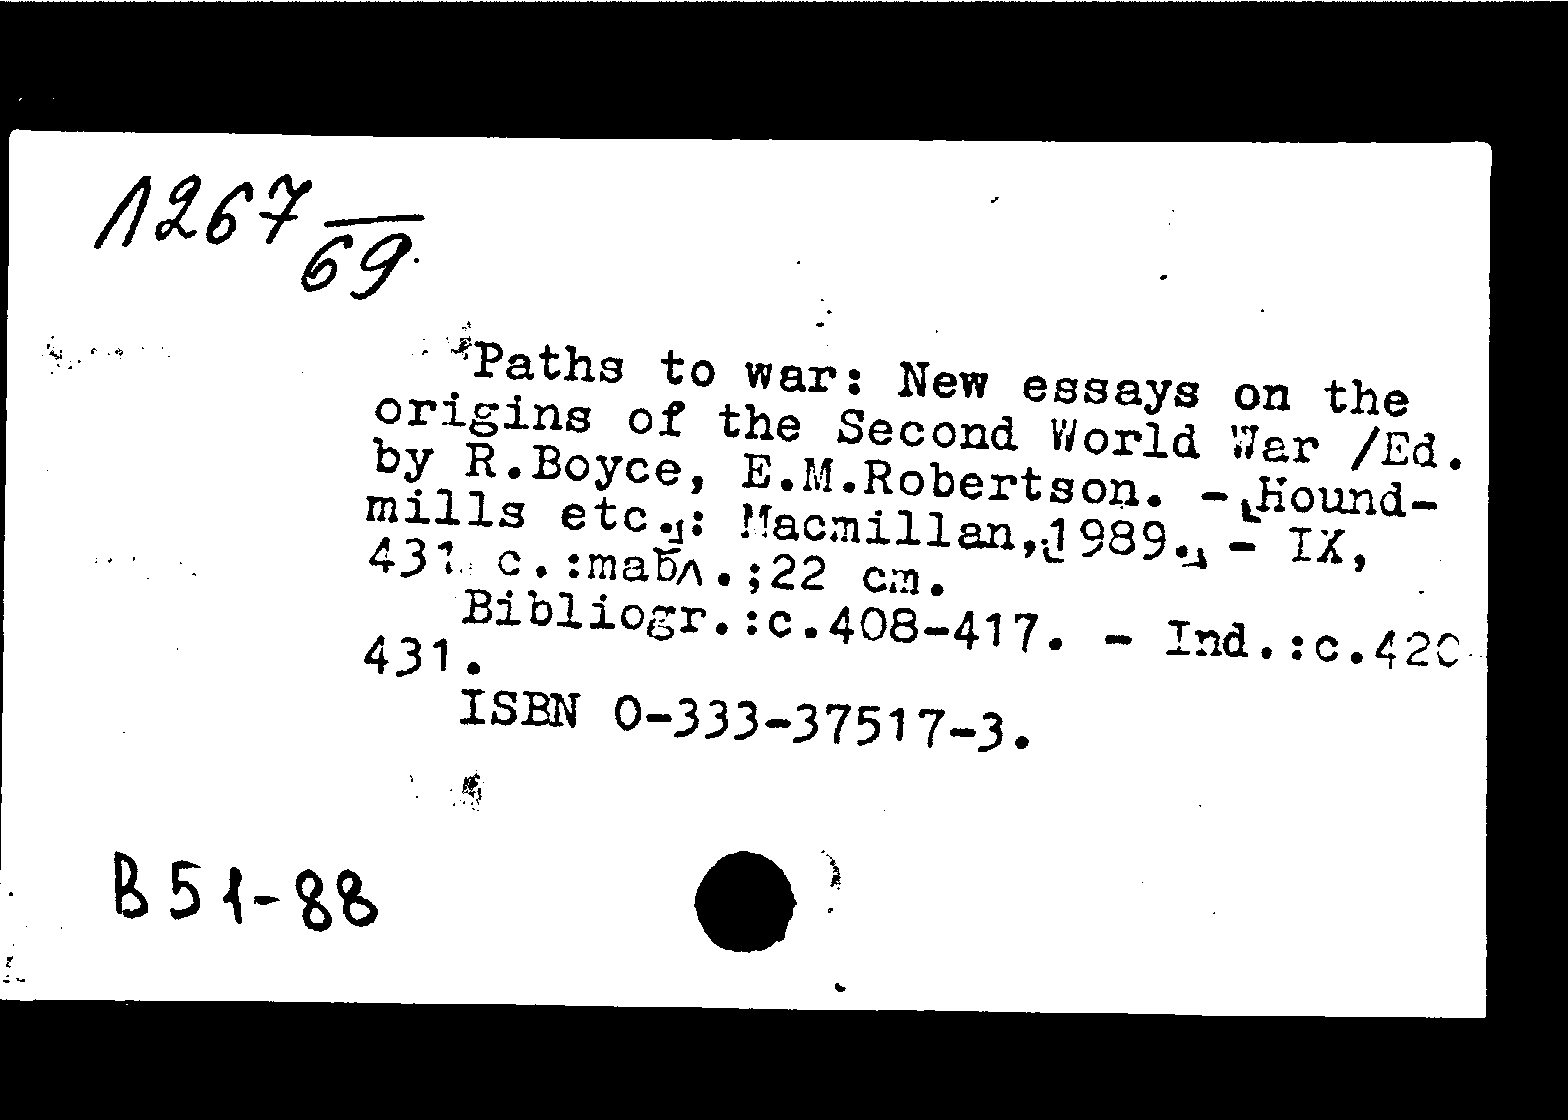 Л267
69
Paths to war: New essays on the
origins of the Second World War /Ed.
by R.Boyce, E.M.Robertson. - [Hound-
mills etc.]: Macmillan,[1989.] - IX,
431 c.:табл.;22 cm.
Bibliogr.:c.408-417. - Ind.:c.420-
431.
ISBN 0-333-37517-3.
B51-88